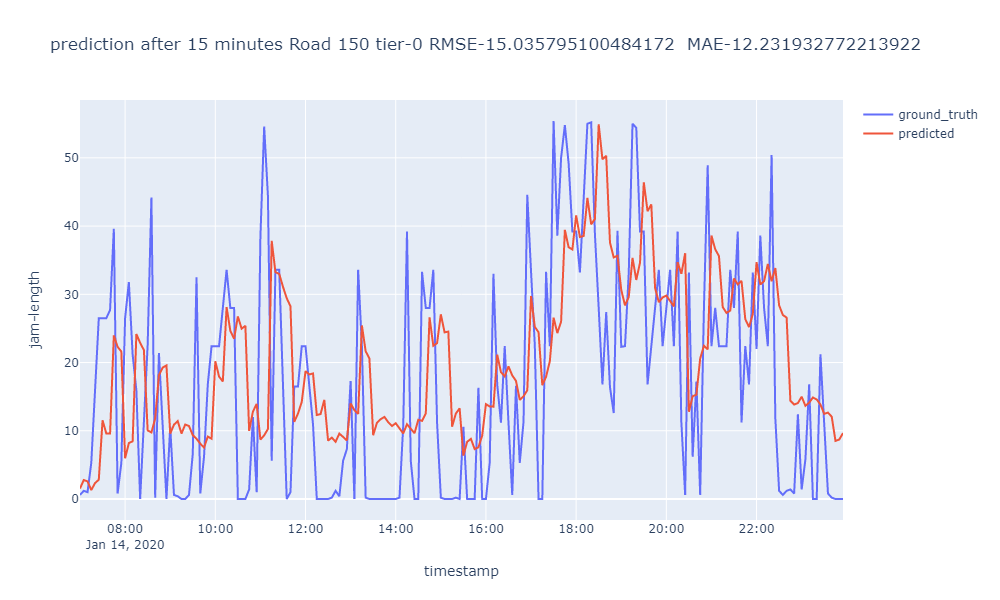 prediction after 15 minutes Road 150 tier-0 RMSE-15.035795100484172  MAE-12.231932772213922
ground_truth
predicted
50
40
30
20
10
0
jam-length
08:00 10:00 12:00 14:00 16:00 18:00 20:00 22:00
Jan 14, 2020
timestamp